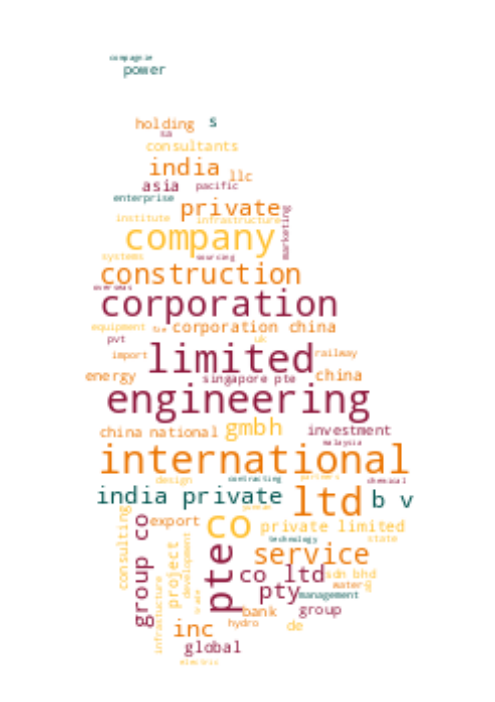 compagnie
power
holding s
sa
consultants
india llc
asia pacific
enterprise
private
institute infrastructure
marketing
company
systems sourcing
construction
overseas
corporation
equipment corporation china
pvt uk
limited
import railway
energy singapore pte china
engineering
china national gmbh investment
malaysia
international
design contracting partners chemical
india private ltd b v
consulting
group co
export co private limited
technology state
pte
service
project
development
infrastructure
trade
co ltd sdn bhd
water
pty management
bank group
hydro
inc de
global
electric